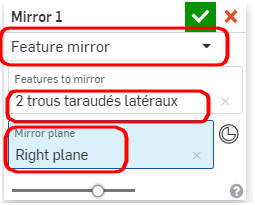 Mirror 1
Feature mirror
Features to mirror
2 trous taraudés latéraux
Mirror plane
Right plane